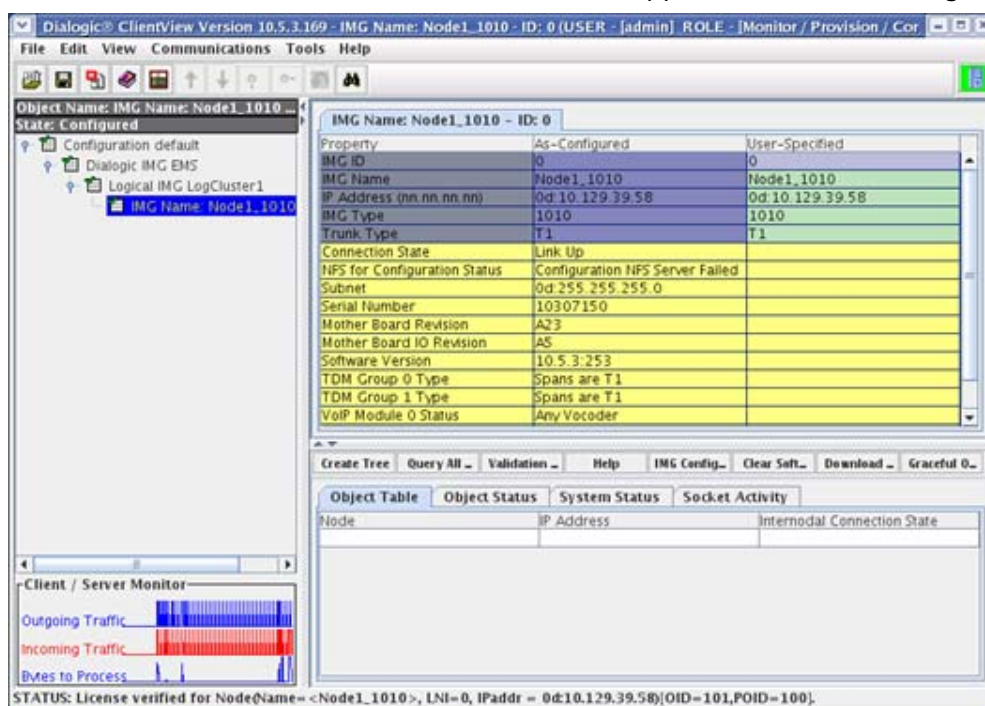 Dialogic® ClientView Version 10.5.3.169 - IMG Name: Node1_1010 - ID: 0 (USER - [admin] ROLE - [Monitor / Provision / Cor
File Edit View Communications Tools Help
Object Name: IMG Name: Node1_1010 ...
State: Configured
Configuration default
Dialogic IMG EMS
Logical IMG LogCluster1
IMG Name: Node1_1010
IMG Name: Node1_1010 - ID: 0
Property As-Configured User-Specified
IMG ID 0 0
IMG Name Node1_1010 Node1_1010
IP Address (nn.nn.nn.nn) 0d:10.129.39.58 0d:10.129.39.58
IMG Type 1010 1010
Trunk Type T1 T1
Connection State Link Up
NFS for Configuration Status Configuration NFS Server Failed
Subnet 0d:255.255.255.0
Serial Number 10307150
Mother Board Revision A23
Mother Board IO Revision A5
Software Version 10.5.3:253
TDM Group 0 Type Spans are T1
TDM Group 1 Type Spans are T1
VoIP Module 0 Status Any Vocoder
Create Tree Query All ... Validation ... Help IMG Config... Clear Soft... Download ... Graceful O...
Object Table Object Status System Status Socket Activity
Node IP Address Internodal Connection State
Client / Server Monitor
Outgoing Traffic
Incoming Traffic
Bytes to Process
STATUS: License verified for Node(Name= <Node1_1010>, LNI=0, IPaddr = 0d:10.129.39.58)[OID=101,POID=100].